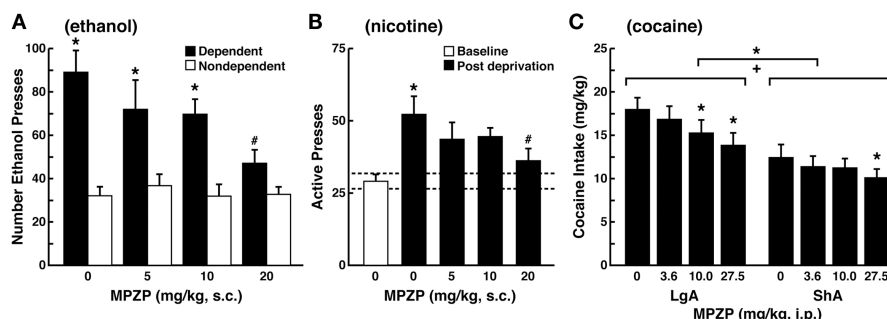 A (ethanol)
100
80
60
40
20
0
Number Ethanol Presses
* * * #
Dependent
Nondependent
0 5 10 20
MPZP (mg/kg, s.c.)
B (nicotine)
75
50
25
0
Active Presses
* #
Baseline
Post deprivation
0 0 5 10 20
MPZP (mg/kg, s.c.)
C (cocaine)
25
20
15
10
5
0
Cocaine Intake (mg/kg)
*
+
* * *
0 3.6 10.0 27.5 0 3.6 10.0 27.5
LgA ShA
MPZP (mg/kg, i.p.)